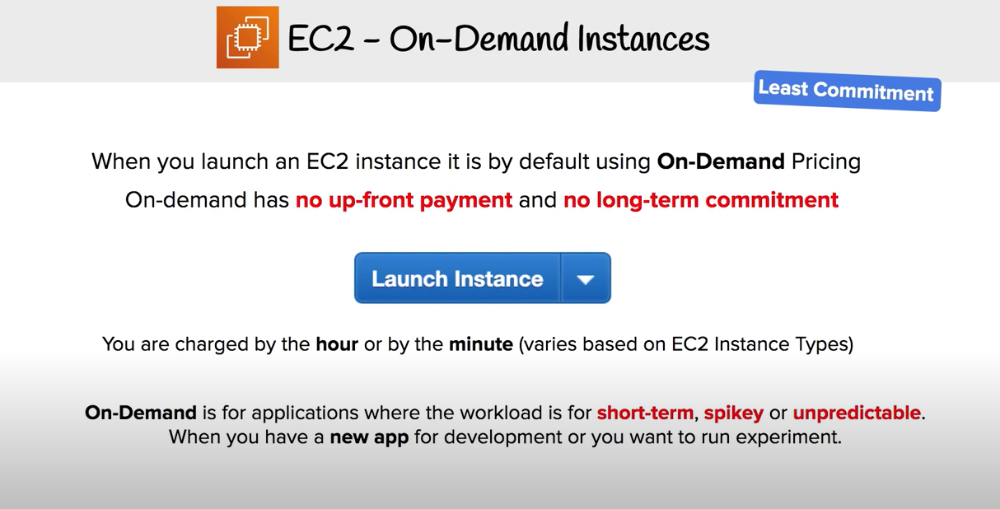 EC2 – On-Demand Instances
Least Commitment
When you launch an EC2 instance it is by default using On-Demand Pricing
On-demand has no up-front payment and no long-term commitment
Launch Instance
You are charged by the hour or by the minute (varies based on EC2 Instance Types)
On-Demand is for applications where the workload is for short-term, spikey or unpredictable.
When you have a new app for development or you want to run experiment.